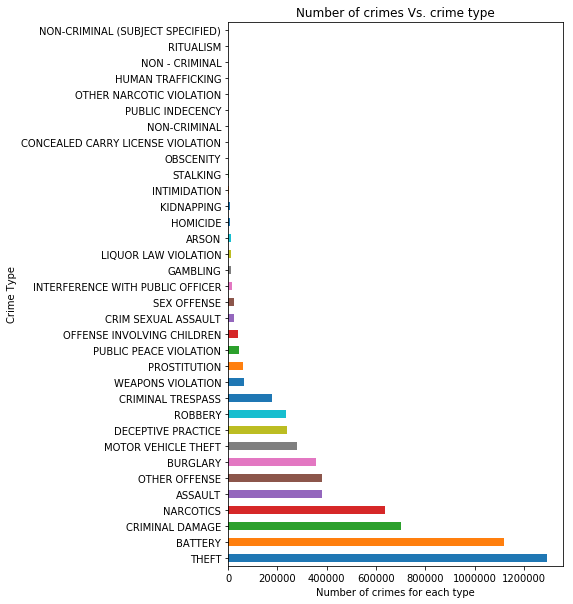 Number of crimes Vs. crime type
NON-CRIMINAL (SUBJECT SPECIFIED)
RITUALISM
NON - CRIMINAL
HUMAN TRAFFICKING
OTHER NARCOTIC VIOLATION
PUBLIC INDECENCY
NON-CRIMINAL
CONCEALED CARRY LICENSE VIOLATION
OBSCENITY
STALKING
INTIMIDATION
KIDNAPPING
HOMICIDE
ARSON
LIQUOR LAW VIOLATION
GAMBLING
INTERFERENCE WITH PUBLIC OFFICER
SEX OFFENSE
CRIM SEXUAL ASSAULT
OFFENSE INVOLVING CHILDREN
PUBLIC PEACE VIOLATION
PROSTITUTION
WEAPONS VIOLATION
CRIMINAL TRESPASS
ROBBERY
DECEPTIVE PRACTICE
MOTOR VEHICLE THEFT
BURGLARY
OTHER OFFENSE
ASSAULT
NARCOTICS
CRIMINAL DAMAGE
BATTERY
THEFT
Crime Type
0 200000 400000 600000 800000 1000000 1200000
Number of crimes for each type